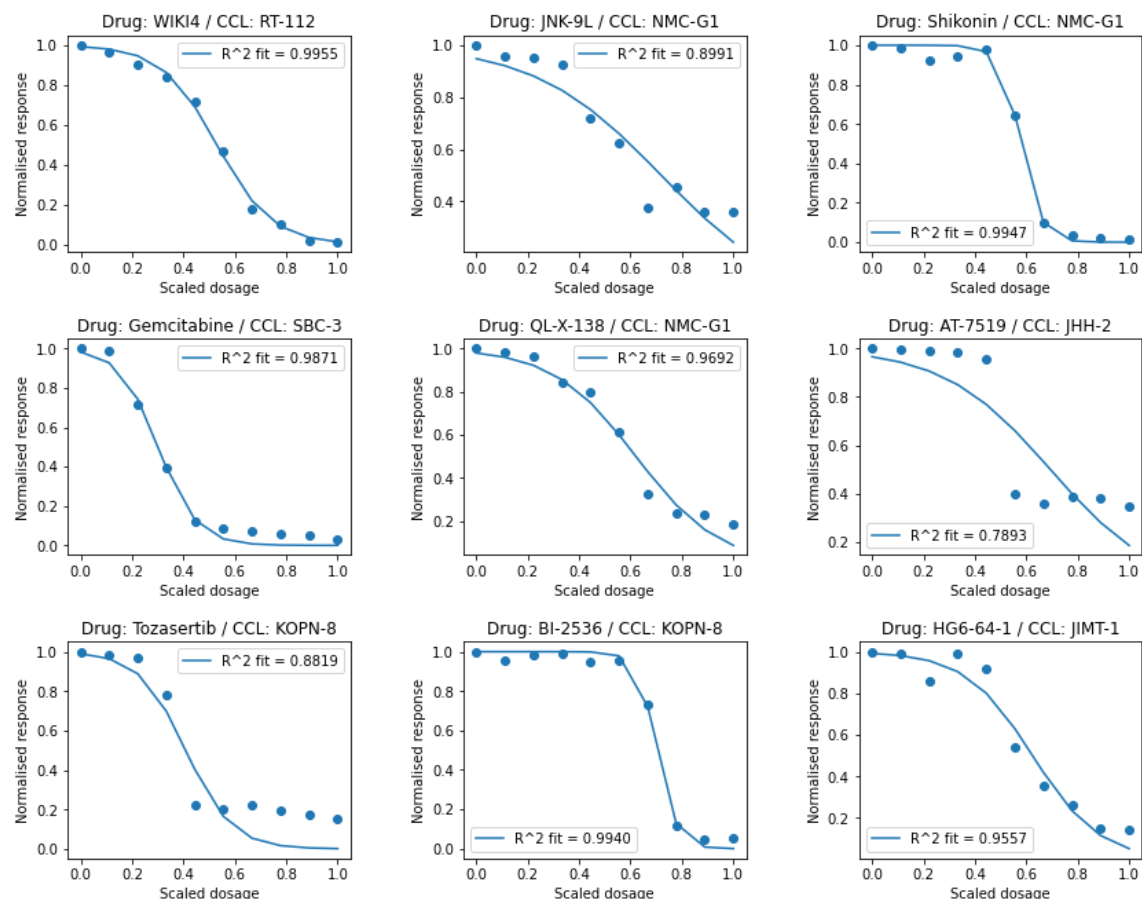 Drug: WIKI4 / CCL: RT-112
1.0
0.8
0.6
0.4
0.2
0.0
Normalised response
R^2 fit = 0.9955
0.0 0.2 0.4 0.6 0.8 1.0
Scaled dosage
Drug: JNK-9L / CCL: NMC-G1
1.0
0.8
0.6
0.4
Normalised response
R^2 fit = 0.8991
0.0 0.2 0.4 0.6 0.8 1.0
Scaled dosage
Drug: Shikonin / CCL: NMC-G1
1.0
0.8
0.6
0.4
0.2
0.0
Normalised response
R^2 fit = 0.9947
0.0 0.2 0.4 0.6 0.8 1.0
Scaled dosage
Drug: Gemcitabine / CCL: SBC-3
1.0
0.8
0.6
0.4
0.2
0.0
Normalised response
R^2 fit = 0.9871
0.0 0.2 0.4 0.6 0.8 1.0
Scaled dosage
Drug: QL-X-138 / CCL: NMC-G1
1.0
0.8
0.6
0.4
0.2
Normalised response
R^2 fit = 0.9692
0.0 0.2 0.4 0.6 0.8 1.0
Scaled dosage
Drug: AT-7519 / CCL: JHH-2
1.0
0.8
0.6
0.4
0.2
Normalised response
R^2 fit = 0.7893
0.0 0.2 0.4 0.6 0.8 1.0
Scaled dosage
Drug: Tozasertib / CCL: KOPN-8
1.0
0.8
0.6
0.4
0.2
0.0
Normalised response
R^2 fit = 0.8819
0.0 0.2 0.4 0.6 0.8 1.0
Scaled dosage
Drug: BI-2536 / CCL: KOPN-8
1.0
0.8
0.6
0.4
0.2
0.0
Normalised response
R^2 fit = 0.9940
0.0 0.2 0.4 0.6 0.8 1.0
Scaled dosage
Drug: HG6-64-1 / CCL: JIMT-1
1.0
0.8
0.6
0.4
0.2
Normalised response
R^2 fit = 0.9557
0.0 0.2 0.4 0.6 0.8 1.0
Scaled dosage